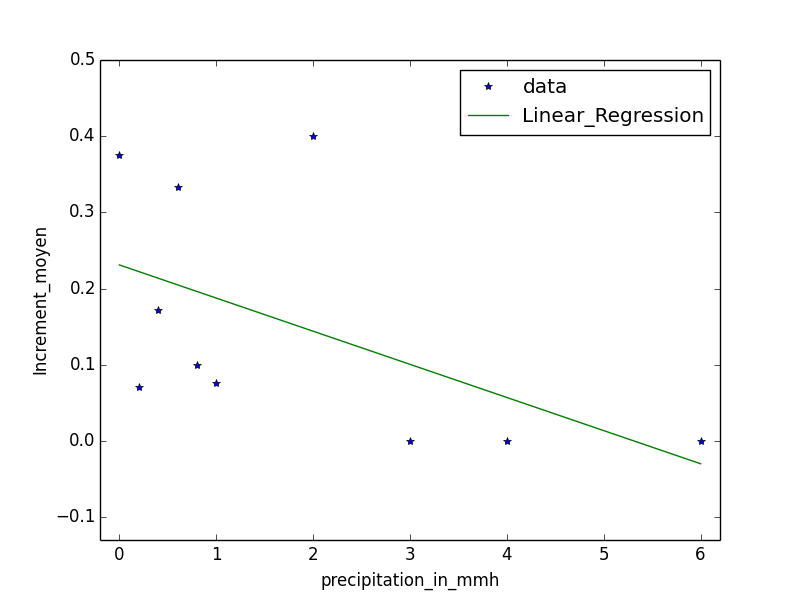 0.5
0.4
0.3
0.2
0.1
0.0
−0.1
Increment_moyen
data
Linear_Regression
0 1 2 3 4 5 6
precipitation_in_mmh